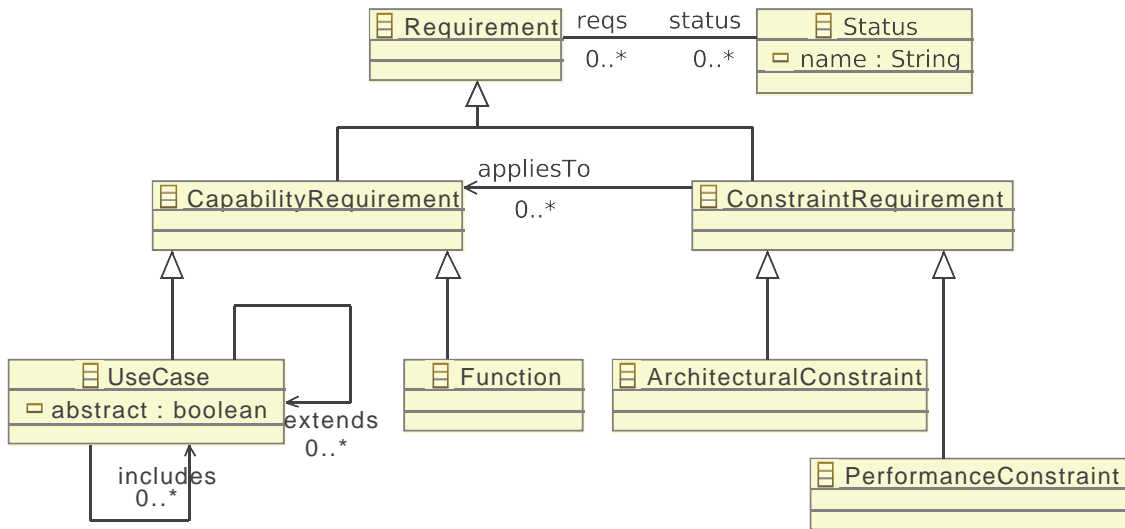 Requirement
reqs
status
0..*
0..*
Status
name : String
appliesTo
0..*
CapabilityRequirement
ConstraintRequirement
UseCase
abstract : boolean
extends
0..*
includes
0..*
Function
ArchitecturalConstraint
PerformanceConstraint